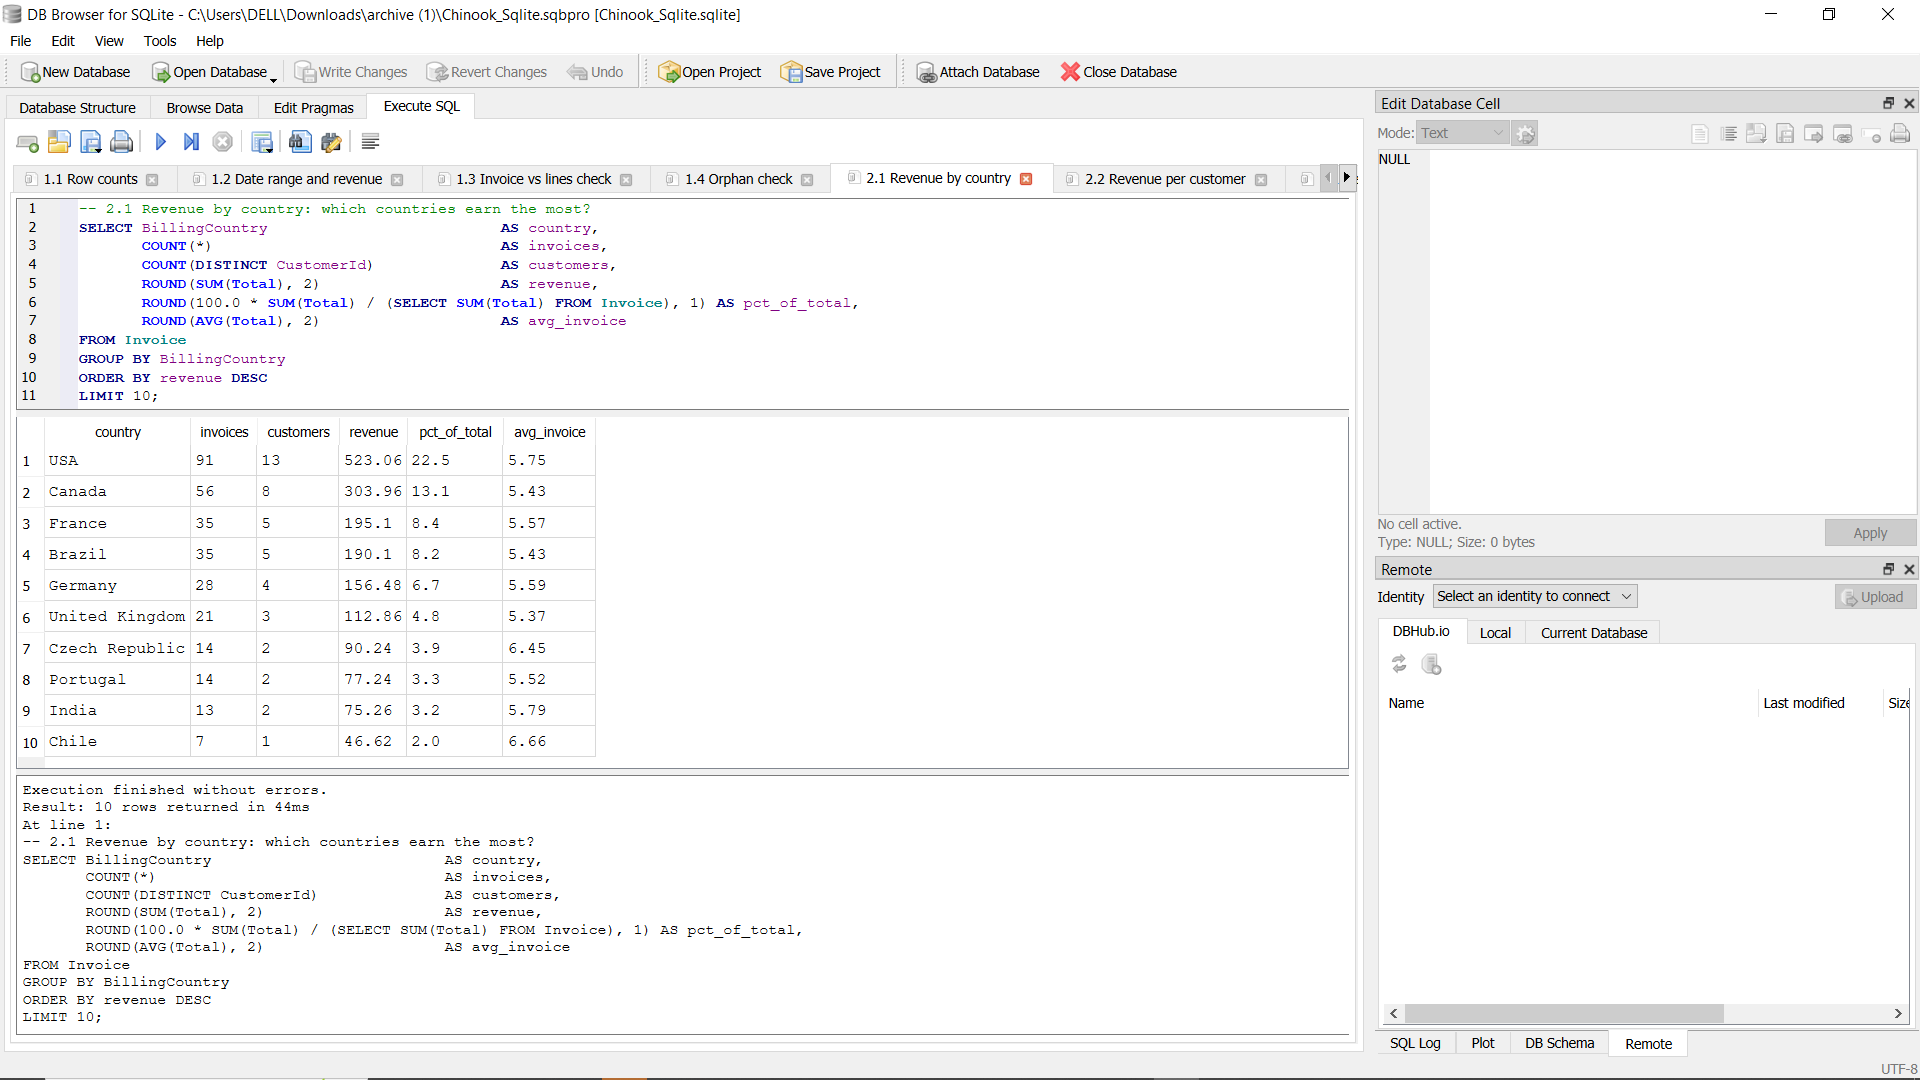 DB Browser for SQLite - C:\Users\DELL\Downloads\archive (1)\Chinook_Sqlite.sqbpro [Chinook_Sqlite.sqlite]
File Edit View Tools Help
New Database Open Database Write Changes Revert Changes Undo Open Project Save Project Attach Database Close Database
Database Structure Browse Data Edit Pragmas Execute SQL
1.1 Row counts 1.2 Date range and revenue 1.3 Invoice vs lines check 1.4 Orphan check 2.1 Revenue by country 2.2 Revenue per customer
1 -- 2.1 Revenue by country: which countries earn the most?
2 SELECT BillingCountry AS country,
3 COUNT(*) AS invoices,
4 COUNT(DISTINCT CustomerId) AS customers,
5 ROUND(SUM(Total), 2) AS revenue,
6 ROUND(100.0 * SUM(Total) / (SELECT SUM(Total) FROM Invoice), 1) AS pct_of_total,
7 ROUND(AVG(Total), 2) AS avg_invoice
8 FROM Invoice
9 GROUP BY BillingCountry
10 ORDER BY revenue DESC
11 LIMIT 10;
country invoices customers revenue pct_of_total avg_invoice
1 USA 91 13 523.06 22.5 5.75
2 Canada 56 8 303.96 13.1 5.43
3 France 35 5 195.1 8.4 5.57
4 Brazil 35 5 190.1 8.2 5.43
5 Germany 28 4 156.48 6.7 5.59
6 United Kingdom 21 3 112.86 4.8 5.37
7 Czech Republic 14 2 90.24 3.9 6.45
8 Portugal 14 2 77.24 3.3 5.52
9 India 13 2 75.26 3.2 5.79
10 Chile 7 1 46.62 2.0 6.66
Execution finished without errors.
Result: 10 rows returned in 44ms
At line 1:
-- 2.1 Revenue by country: which countries earn the most?
SELECT BillingCountry AS country,
COUNT(*) AS invoices,
COUNT(DISTINCT CustomerId) AS customers,
ROUND(SUM(Total), 2) AS revenue,
ROUND(100.0 * SUM(Total) / (SELECT SUM(Total) FROM Invoice), 1) AS pct_of_total,
ROUND(AVG(Total), 2) AS avg_invoice
FROM Invoice
GROUP BY BillingCountry
ORDER BY revenue DESC
LIMIT 10;
Edit Database Cell
Mode: Text
NULL
No cell active.
Type: NULL; Size: 0 bytes
Apply
Remote
Identity Select an identity to connect Upload
DBHub.io Local Current Database
Name Last modified Size
SQL Log Plot DB Schema Remote
UTF-8